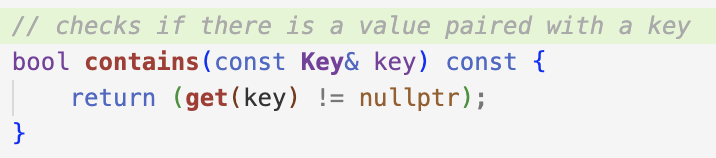 // checks if there is a value paired with a key
bool contains(const Key& key) const {
    return (get(key) != nullptr);
}